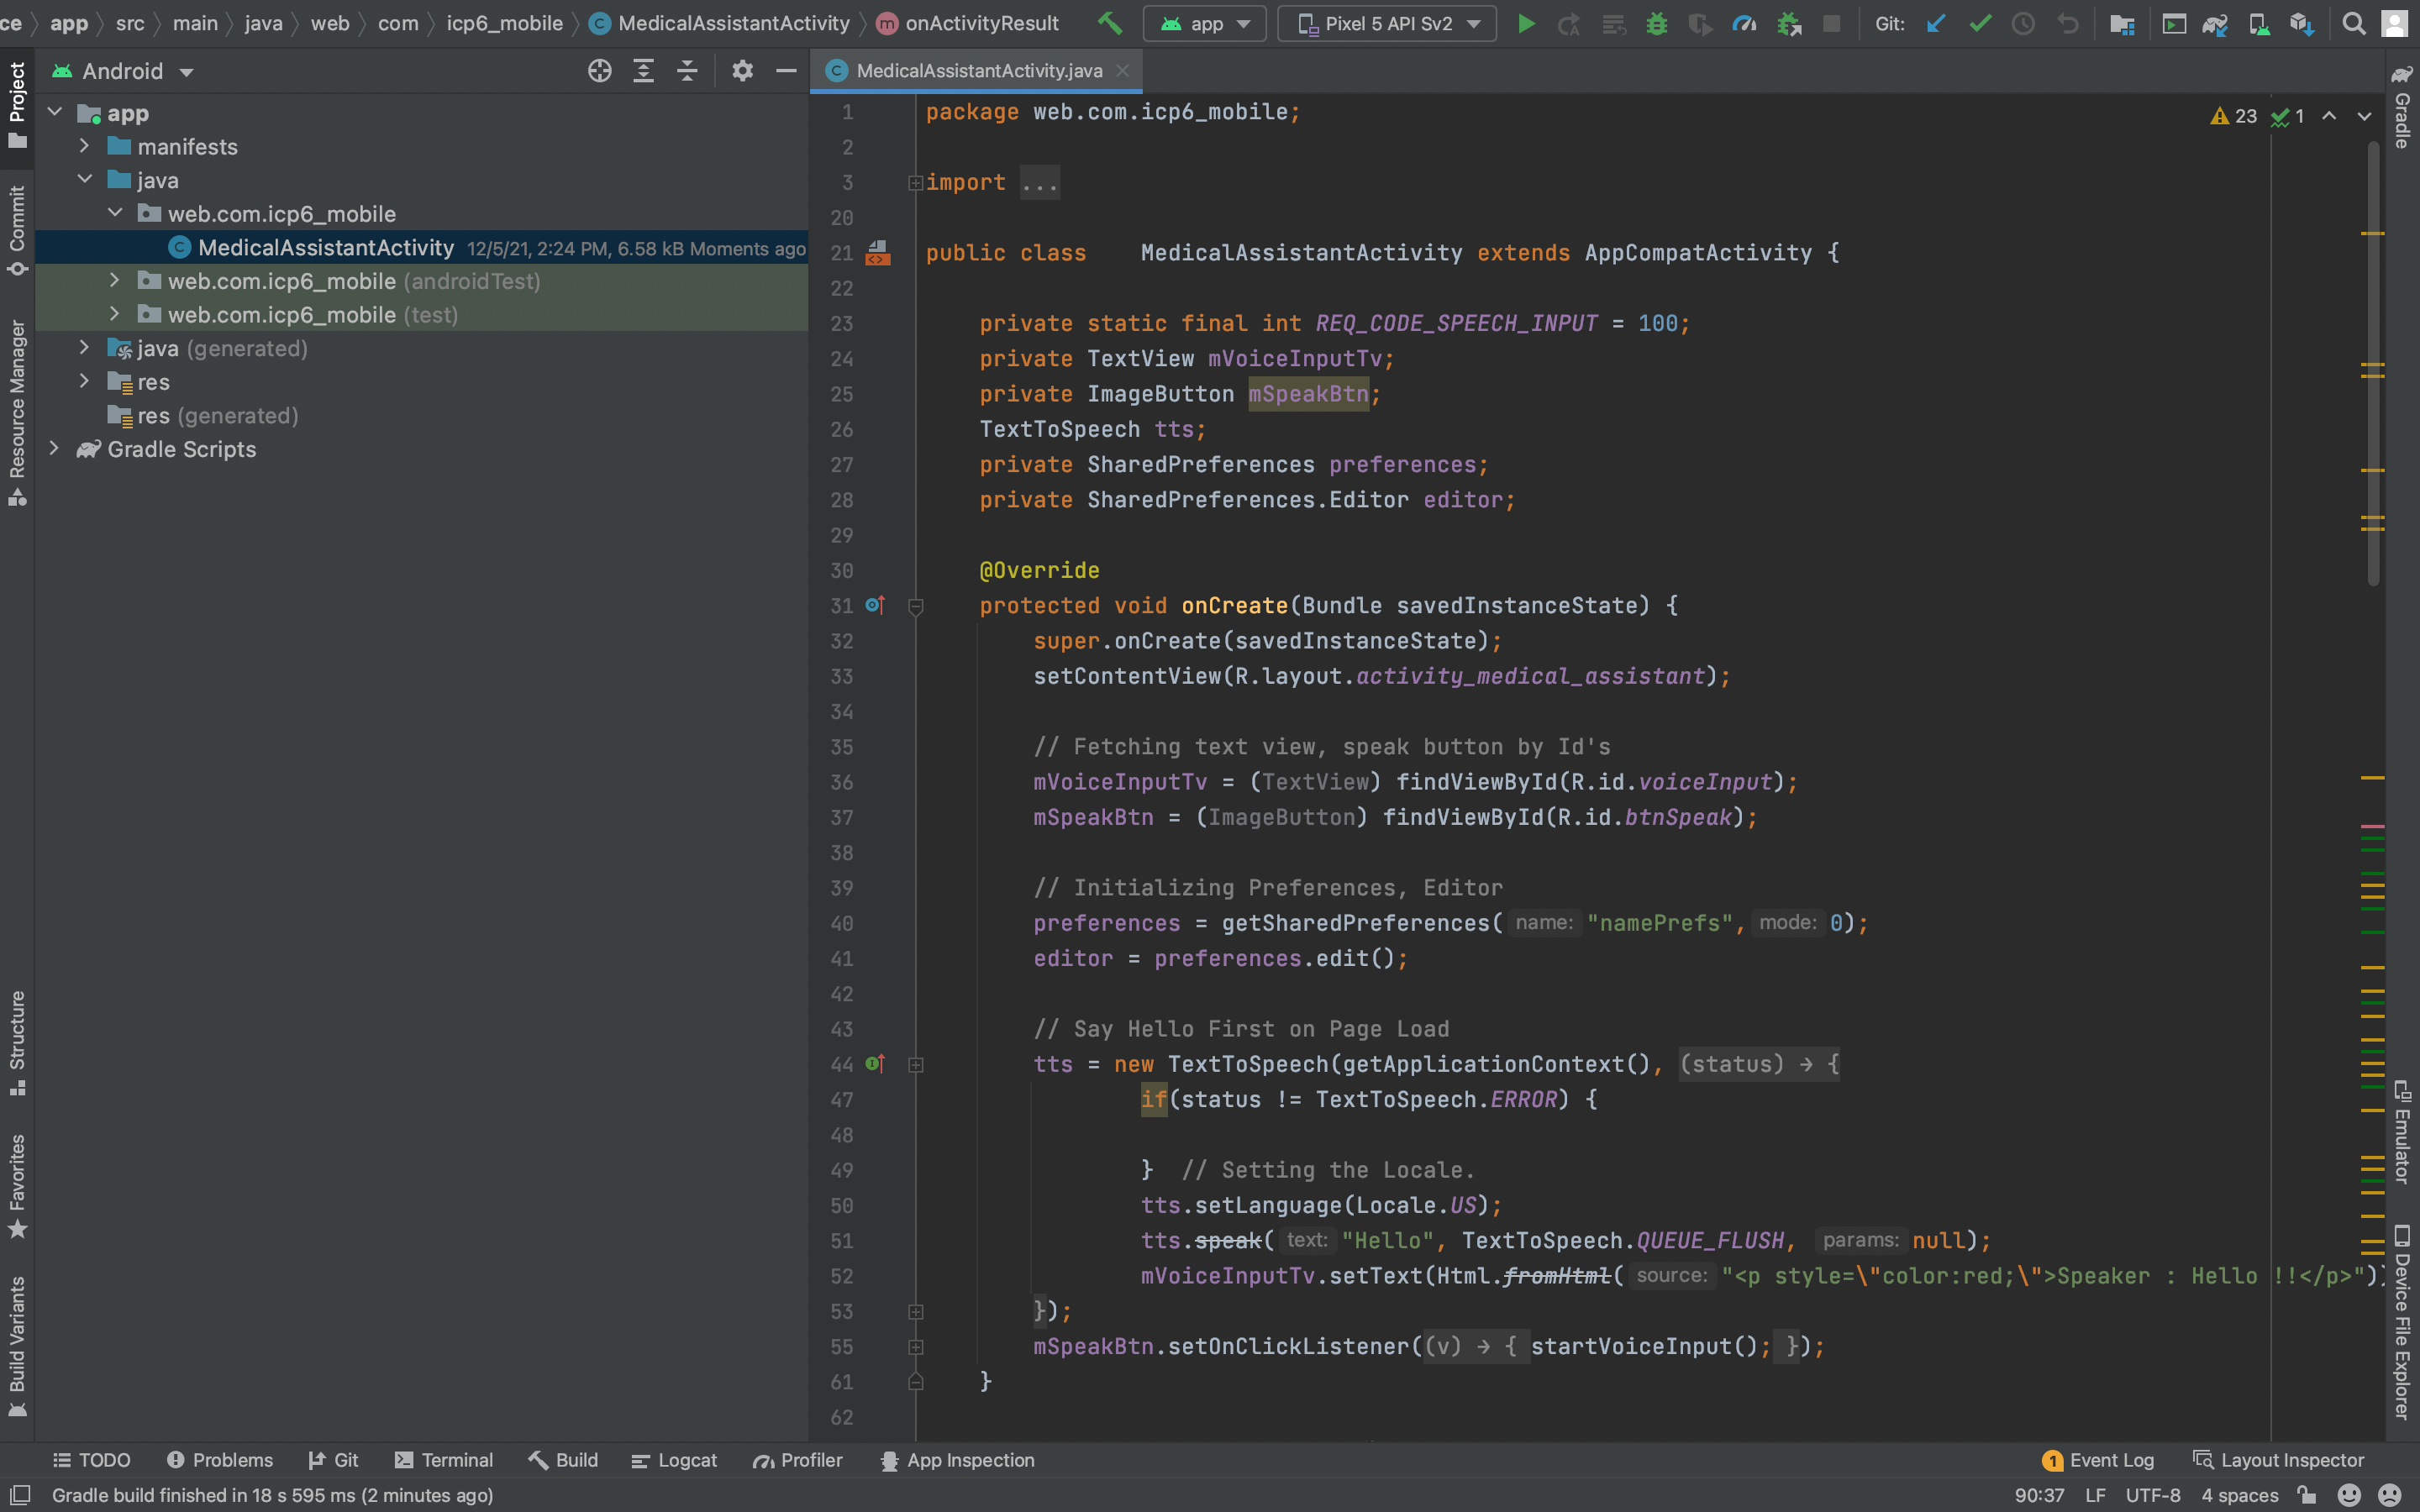 ce app src main java web com icp6_mobile MedicalAssistantActivity onActivityResult app Pixel 5 API Sv2 Git:
Android
MedicalAssistantActivity.java
Project
Commit
Resource Manager
Structure
Favorites
Build Variants
app
manifests
java
web.com.icp6_mobile
MedicalAssistantActivity 12/5/21, 2:24 PM, 6.58 kB Moments ago
web.com.icp6_mobile (androidTest)
web.com.icp6_mobile (test)
java (generated)
res
res (generated)
Gradle Scripts
23 1
1 package web.com.icp6_mobile;
2
3 import ...
20
21 public class MedicalAssistantActivity extends AppCompatActivity {
22
23 private static final int REQ_CODE_SPEECH_INPUT = 100;
24 private TextView mVoiceInputTv;
25 private ImageButton mSpeakBtn;
26 TextToSpeech tts;
27 private SharedPreferences preferences;
28 private SharedPreferences.Editor editor;
29
30 @Override
31 protected void onCreate(Bundle savedInstanceState) {
32 super.onCreate(savedInstanceState);
33 setContentView(R.layout.activity_medical_assistant);
34
35 // Fetching text view, speak button by Id's
36 mVoiceInputTv = (TextView) findViewById(R.id.voiceInput);
37 mSpeakBtn = (ImageButton) findViewById(R.id.btnSpeak);
38
39 // Initializing Preferences, Editor
40 preferences = getSharedPreferences( name: "namePrefs", mode: 0);
41 editor = preferences.edit();
42
43 // Say Hello First on Page Load
44 tts = new TextToSpeech(getApplicationContext(), (status) → {
47 if(status != TextToSpeech.ERROR) {
48
49 } // Setting the Locale.
50 tts.setLanguage(Locale.US);
51 tts.speak( text: "Hello", TextToSpeech.QUEUE_FLUSH, params: null);
52 mVoiceInputTv.setText(Html.fromHtml( source: "<p style=\"color:red;\">Speaker : Hello !!</p>"))
53 });
55 mSpeakBtn.setOnClickListener((v) → { startVoiceInput(); });
61 }
62
Gradle
Emulator
Device File Explorer
TODO Problems Git Terminal Build Logcat Profiler App Inspection 1 Event Log Layout Inspector
Gradle build finished in 18 s 595 ms (2 minutes ago) 90:37 LF UTF-8 4 spaces